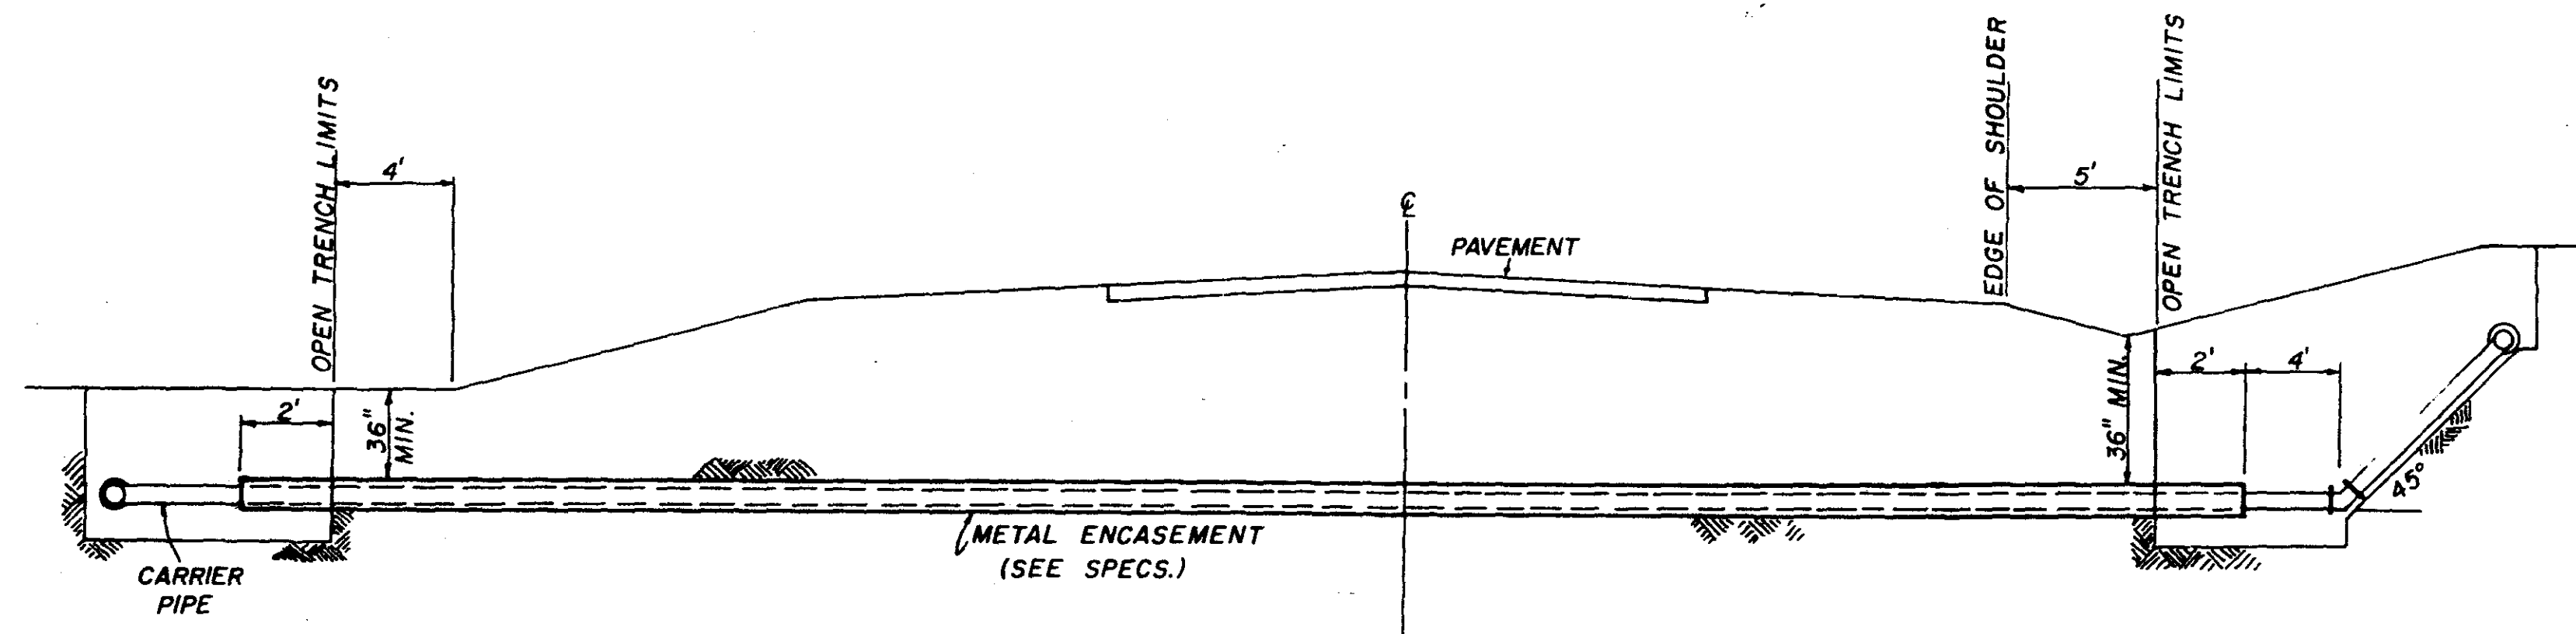 OPEN TRENCH LIMITS
4'
℄
PAVEMENT
EDGE OF SHOULDER
5'
OPEN TRENCH LIMITS
2'
36"
MIN.
36" MIN.
2'
4'
45°
METAL ENCASEMENT
(SEE SPECS.)
CARRIER
PIPE